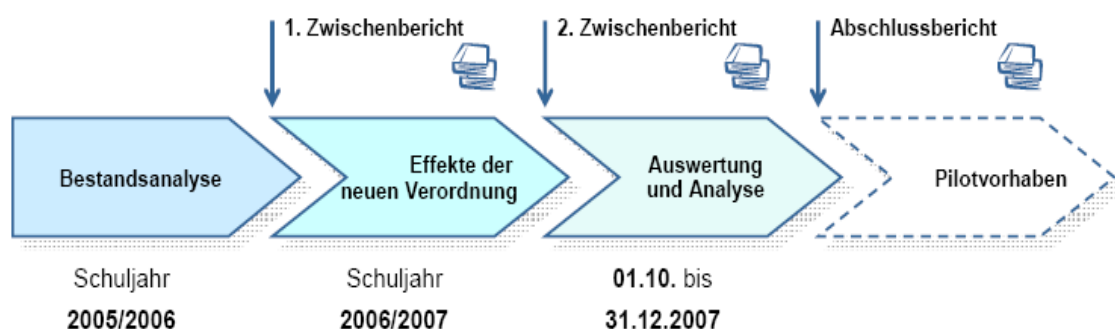 1. Zwischenbericht
2. Zwischenbericht
Abschlussbericht
Bestandsanalyse
Effekte der
neuen Verordnung
Auswertung
und Analyse
Pilotvorhaben
Schuljahr
2005/2006
Schuljahr
2006/2007
01.10. bis
31.12.2007